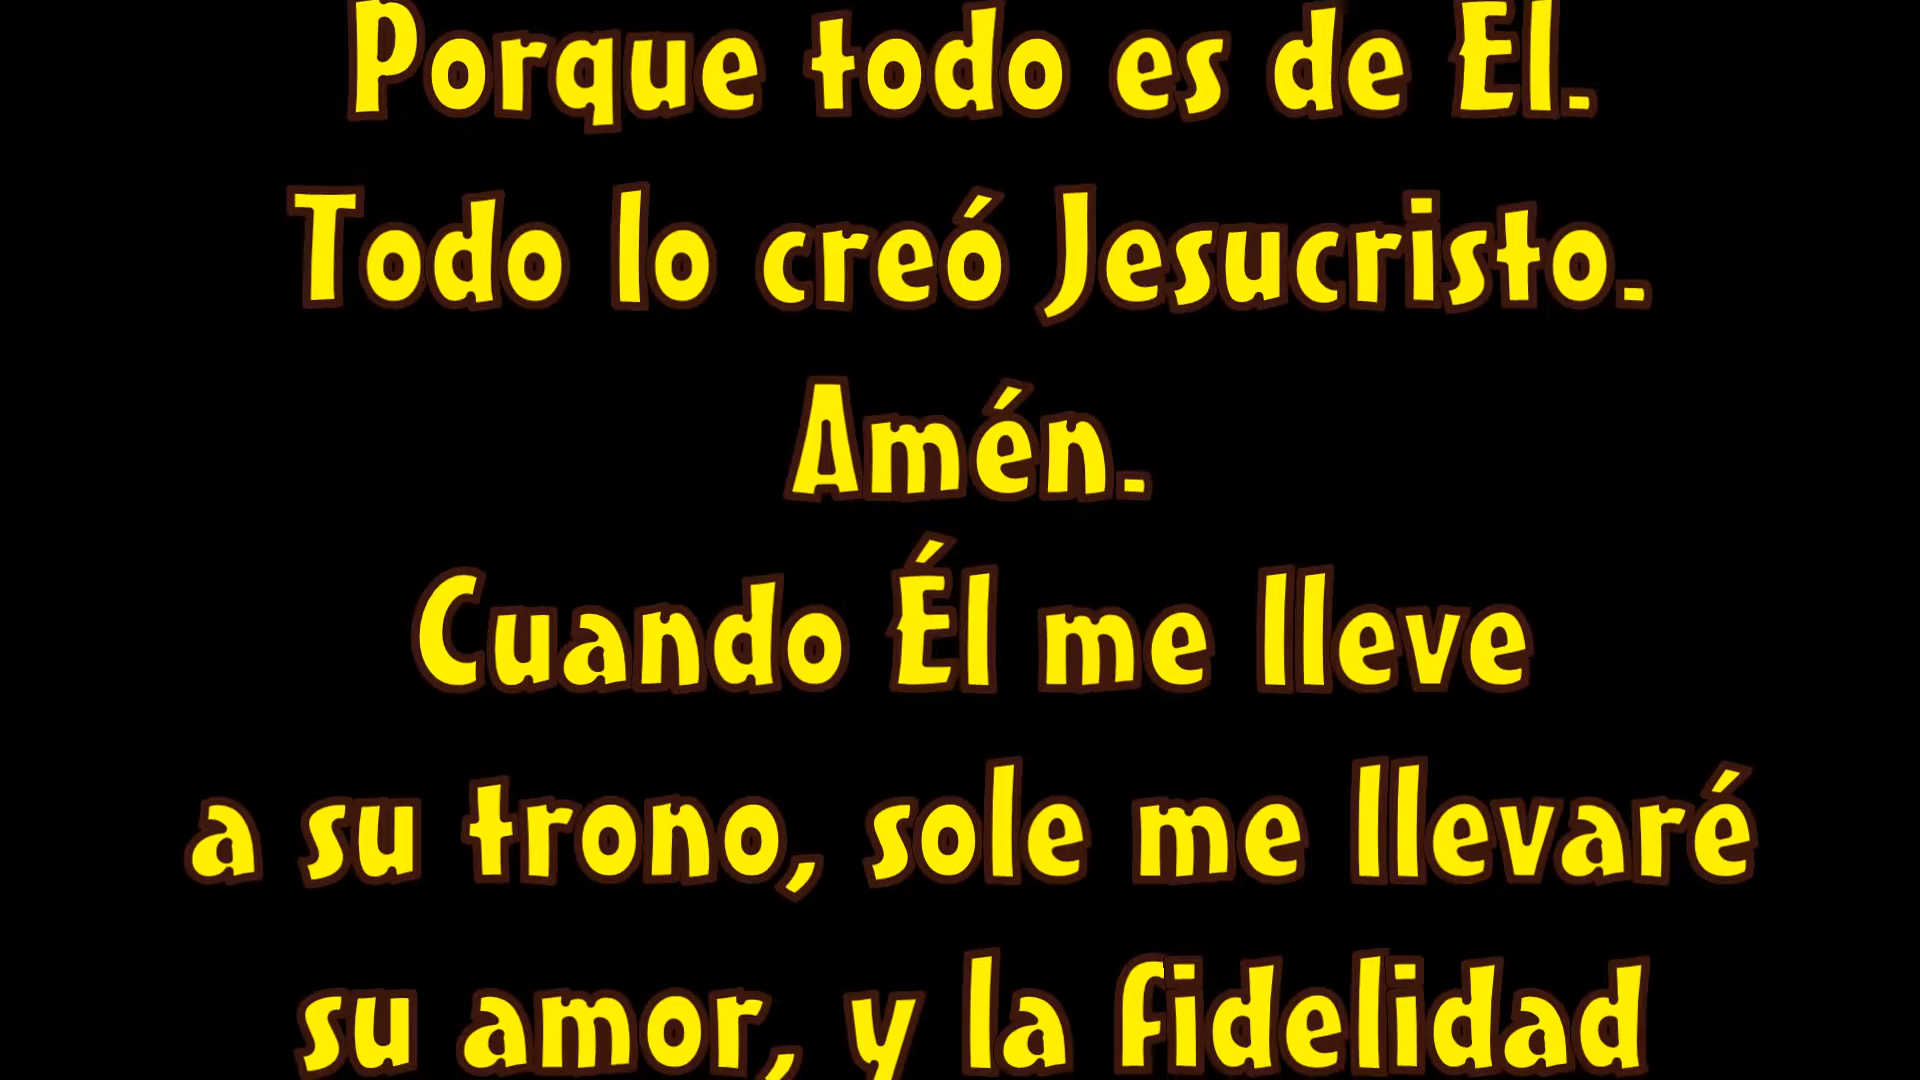 Porque todo es de El.
Todo lo creó Jesucristo.
Amén.
Cuando Él me lleve
a su trono, sole me llevaré
su amor, y la fidelidad